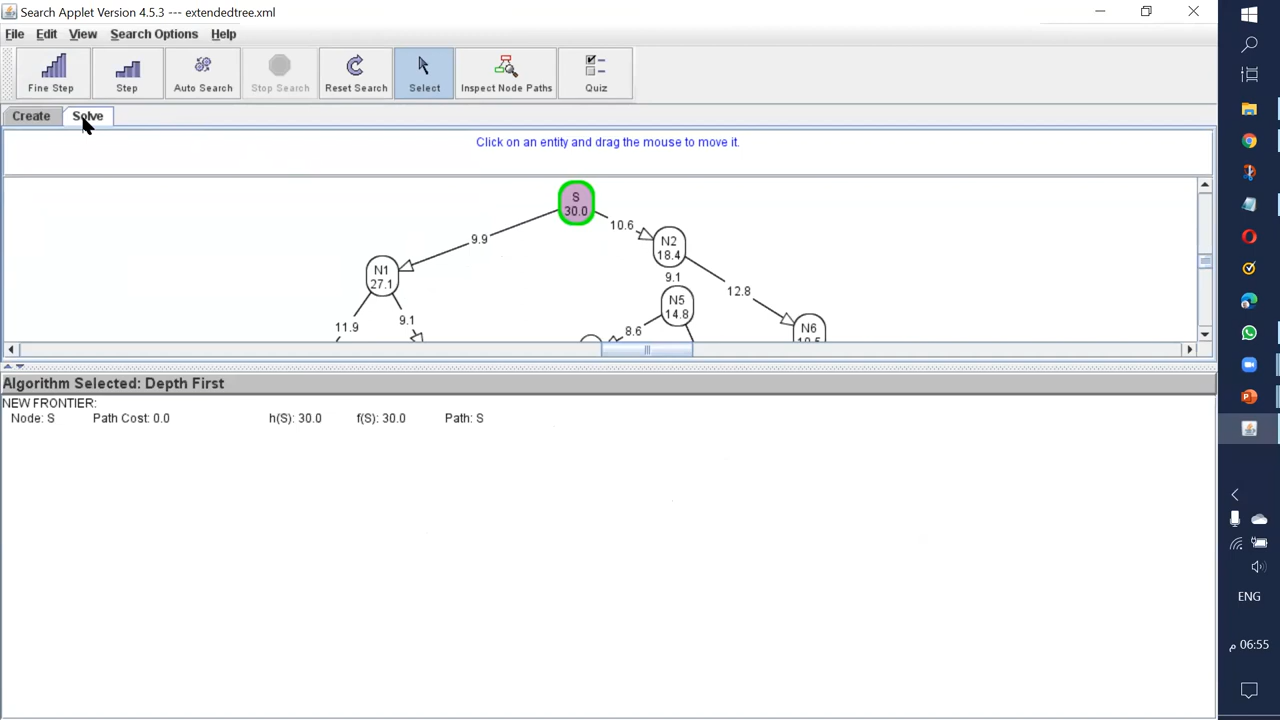 Search Applet Version 4.5.3 --- extendedtree.xml
File Edit View Search Options Help
Fine Step Step Auto Search Stop Search Reset Search Select Inspect Node Paths Quiz
Create Solve
Click on an entity and drag the mouse to move it.
S
30.0
9.9
10.6
N2
18.4
N1
27.1
9.1
12.8
N5
14.8
11.9
9.1
8.6
N6
10.5
Algorithm Selected: Depth First
NEW FRONTIER:
Node: S Path Cost: 0.0 h(S): 30.0 f(S): 30.0 Path: S
ENG
06:55 م